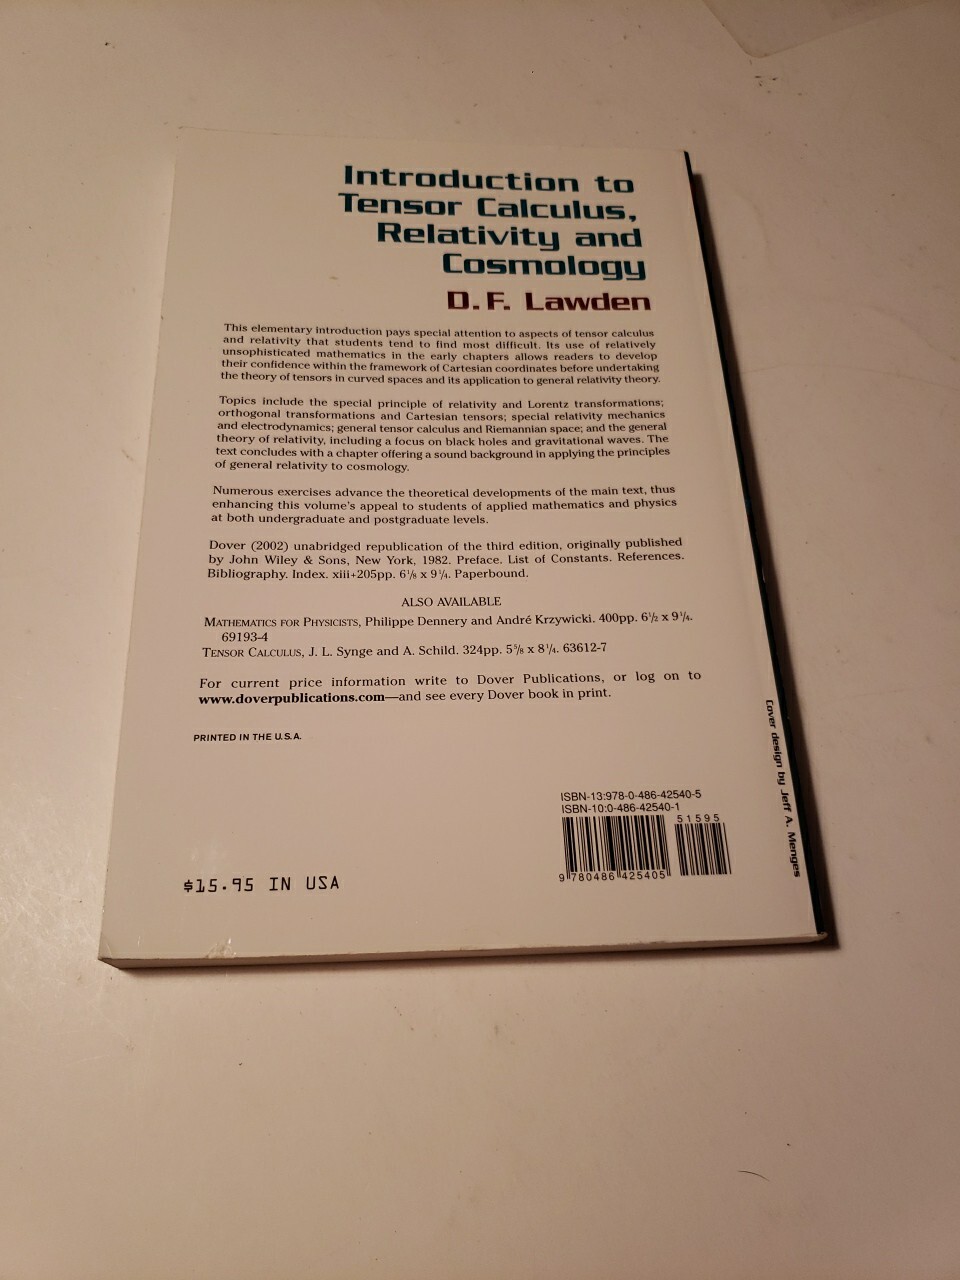 Introduction to
Tensor Calculus,
Relativity and
Cosmology
D. F. Lawden
This elementary introduction pays special attention to aspects of tensor calculus
and relativity that students tend to find most difficult. Its use of relatively
unsophisticated mathematics in the early chapters allows readers to develop
their confidence within the framework of Cartesian coordinates before undertaking
the theory of tensors in curved spaces and its application to general relativity theory.
Topics include the special principle of relativity and Lorentz transformations;
orthogonal transformations and Cartesian tensors; special relativity mechanics
and electrodynamics; general tensor calculus and Riemannian space; and the general
theory of relativity, including a focus on black holes and gravitational waves. The
text concludes with a chapter offering a sound background in applying the principles
of general relativity to cosmology.
Numerous exercises advance the theoretical developments of the main text, thus
enhancing this volume's appeal to students of applied mathematics and physics
at both undergraduate and postgraduate levels.
Dover (2002) unabridged republication of the third edition, originally published
by John Wiley & Sons, New York, 1982. Preface. List of Constants. References.
Bibliography. Index. xiii+205pp. 6⅛ x 9¼. Paperbound.
ALSO AVAILABLE
MATHEMATICS FOR PHYSICISTS, Philippe Dennery and André Krzywicki. 400pp. 6½ x 9¼.
69193-4
TENSOR CALCULUS, J. L. Synge and A. Schild. 324pp. 5⅝ x 8¼. 63612-7
For current price information write to Dover Publications, or log on to
www.doverpublications.com—and see every Dover book in print.
PRINTED IN THE U.S.A.
Cover design by Jeff A. Menges
ISBN-13:978-0-486-42540-5
ISBN-10:0-486-42540-1
51595
9 780486 425405
$15.95 IN USA